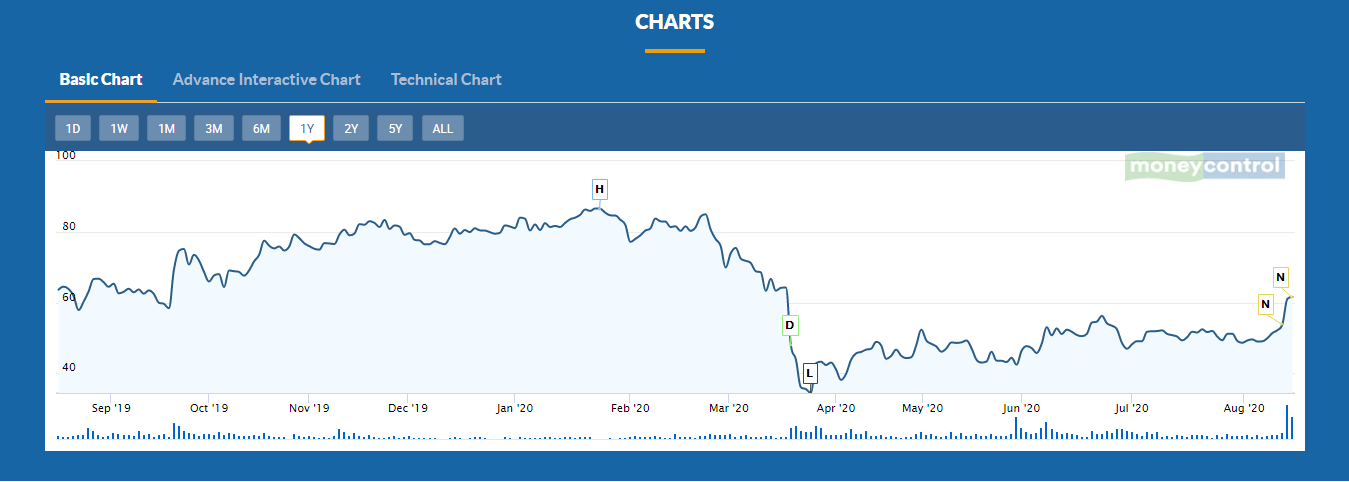 CHARTS
Basic Chart Advance Interactive Chart Technical Chart
1D 1W 1M 3M 6M 1Y 2Y 5Y ALL
100
moneycontrol
H
80
N
60
N
D
40
L
Sep '19 Oct '19 Nov '19 Dec '19 Jan '20 Feb '20 Mar '20 Apr '20 May '20 Jun '20 Jul '20 Aug '20